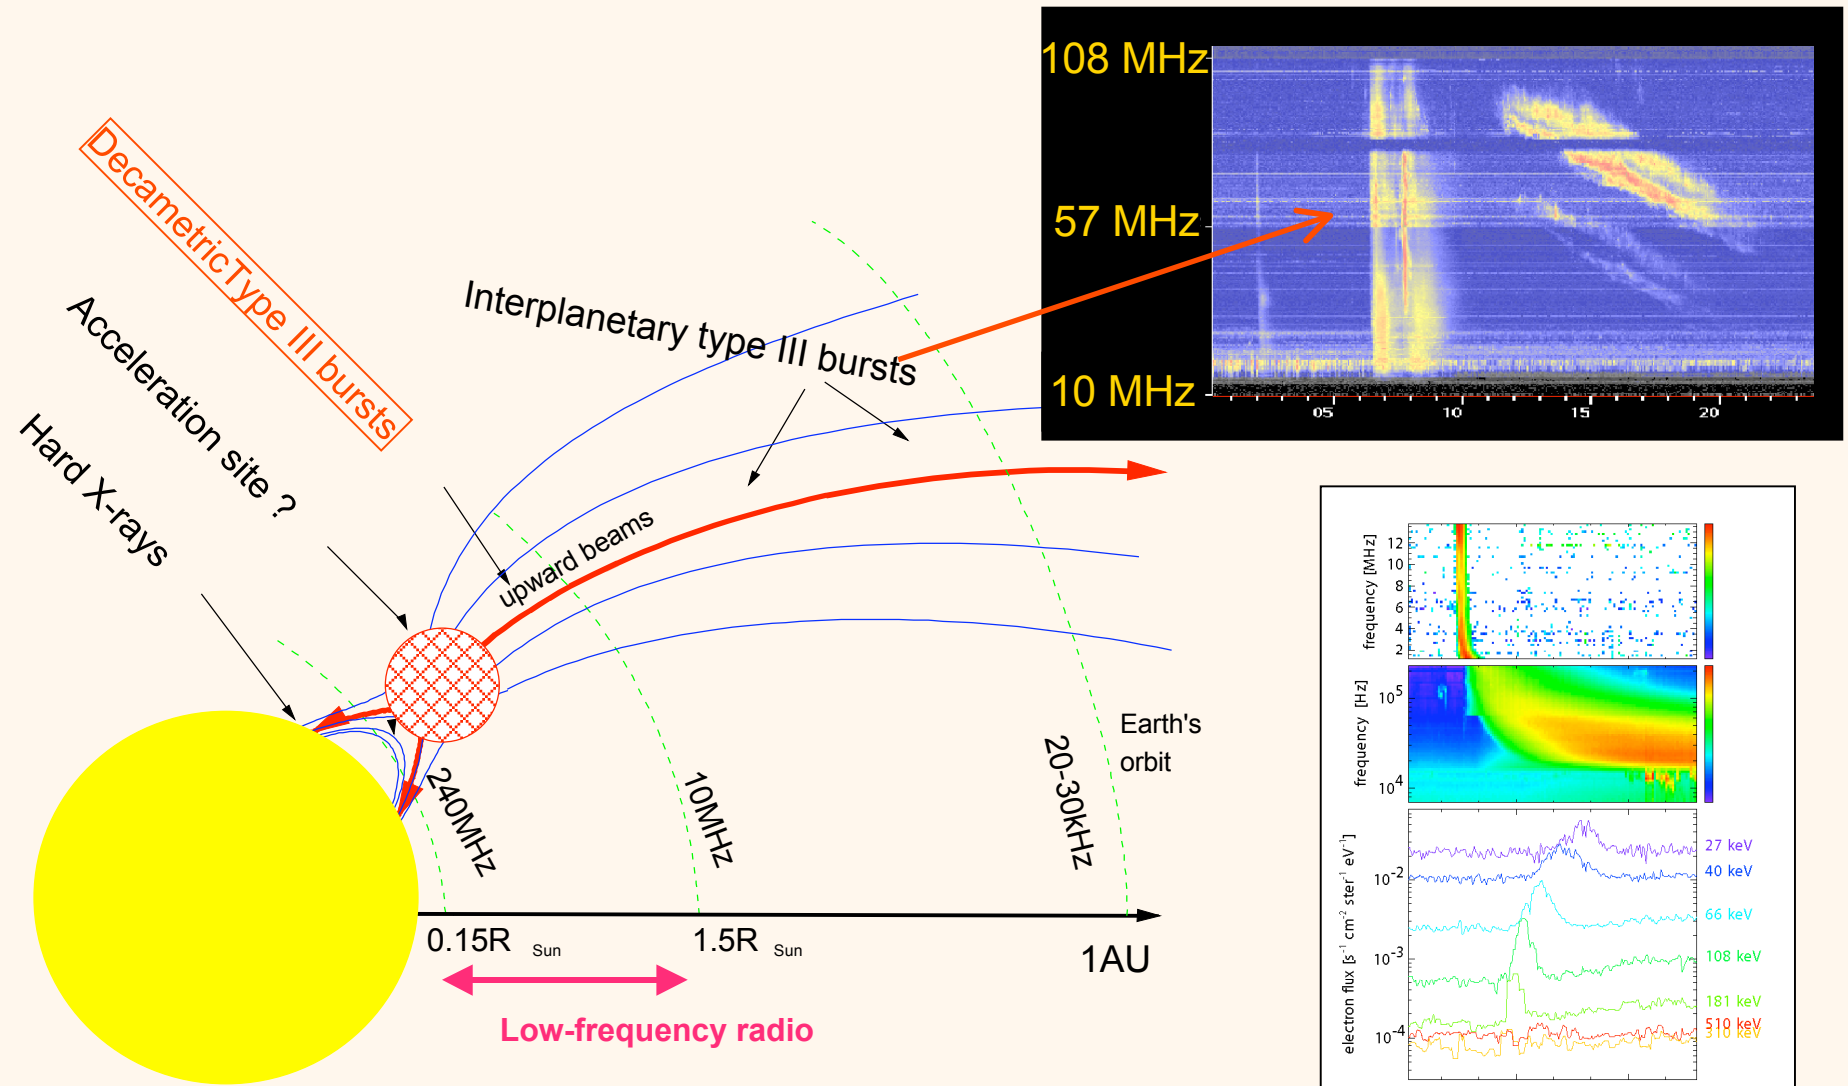 108 MHz
57 MHz
10 MHz
05
10
15
20
DecametricType III bursts
Acceleration site ?
Hard X-rays
Interplanetary type III bursts
upward beams
240MHz
10MHz
20-30kHz
Earth's
orbit
0.15R Sun
1.5R Sun
1AU
Low-frequency radio
frequency [MHz]
12
10
8
6
4
2
frequency [Hz]
10^5
10^4
electron flux [s^-1 cm^-2 ster^-1 eV^-1]
10^-2
10^-3
10^-4
27 keV
40 keV
66 keV
108 keV
181 keV
510 keV
310 keV